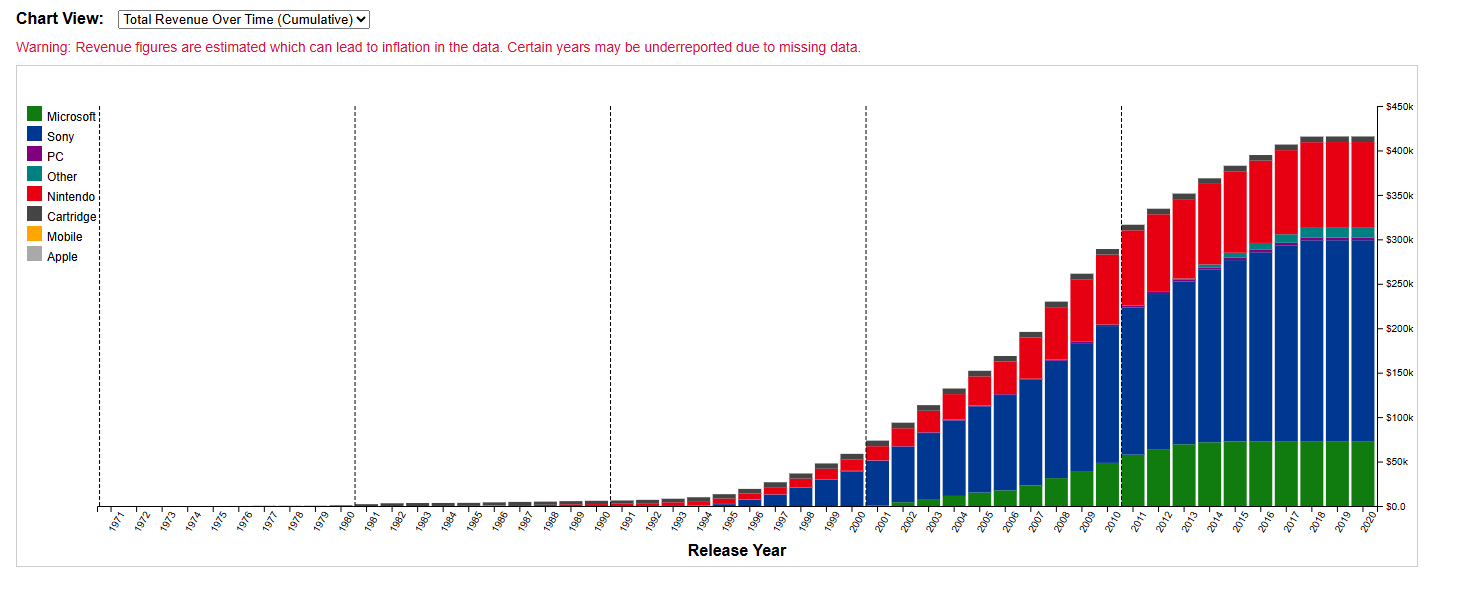 Chart View: Total Revenue Over Time (Cumulative)
Warning: Revenue figures are estimated which can lead to inflation in the data. Certain years may be underreported due to missing data.
Microsoft
Sony
PC
Other
Nintendo
Cartridge
Mobile
Apple
$450k
$400k
$350k
$300k
$250k
$200k
$150k
$100k
$50k
$0.0
1971 1972 1973 1974 1975 1976 1977 1978 1979 1980 1981 1982 1983 1984 1985 1986 1987 1988 1989 1990 1991 1992 1993 1994 1995 1996 1997 1998 1999 2000 2001 2002 2003 2004 2005 2006 2007 2008 2009 2010 2011 2012 2013 2014 2015 2016 2017 2018 2019 2020
Release Year